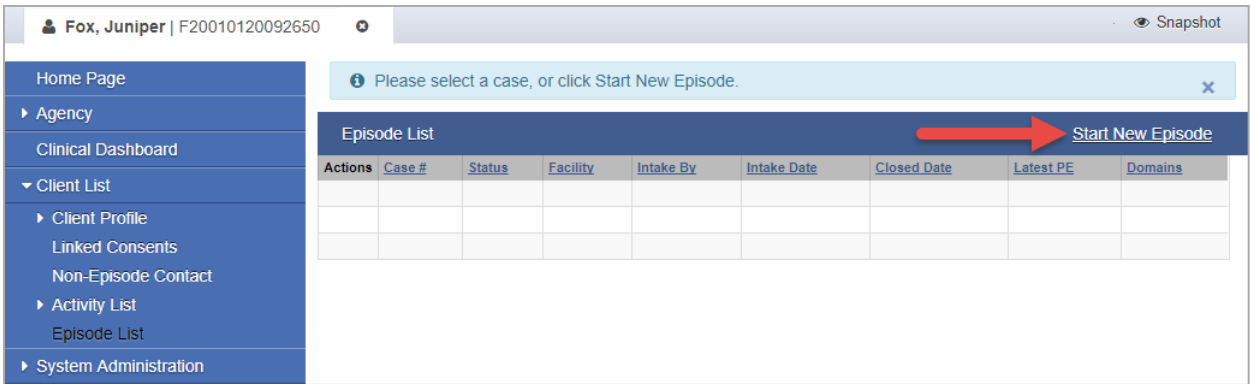 Fox, Juniper | F20010120092650
Snapshot
Home Page
Agency
Clinical Dashboard
Client List
Client Profile
Linked Consents
Non-Episode Contact
Activity List
Episode List
System Administration
Please select a case, or click Start New Episode.
Episode List Start New Episode
Actions Case # Status Facility Intake By Intake Date Closed Date Latest PE Domains